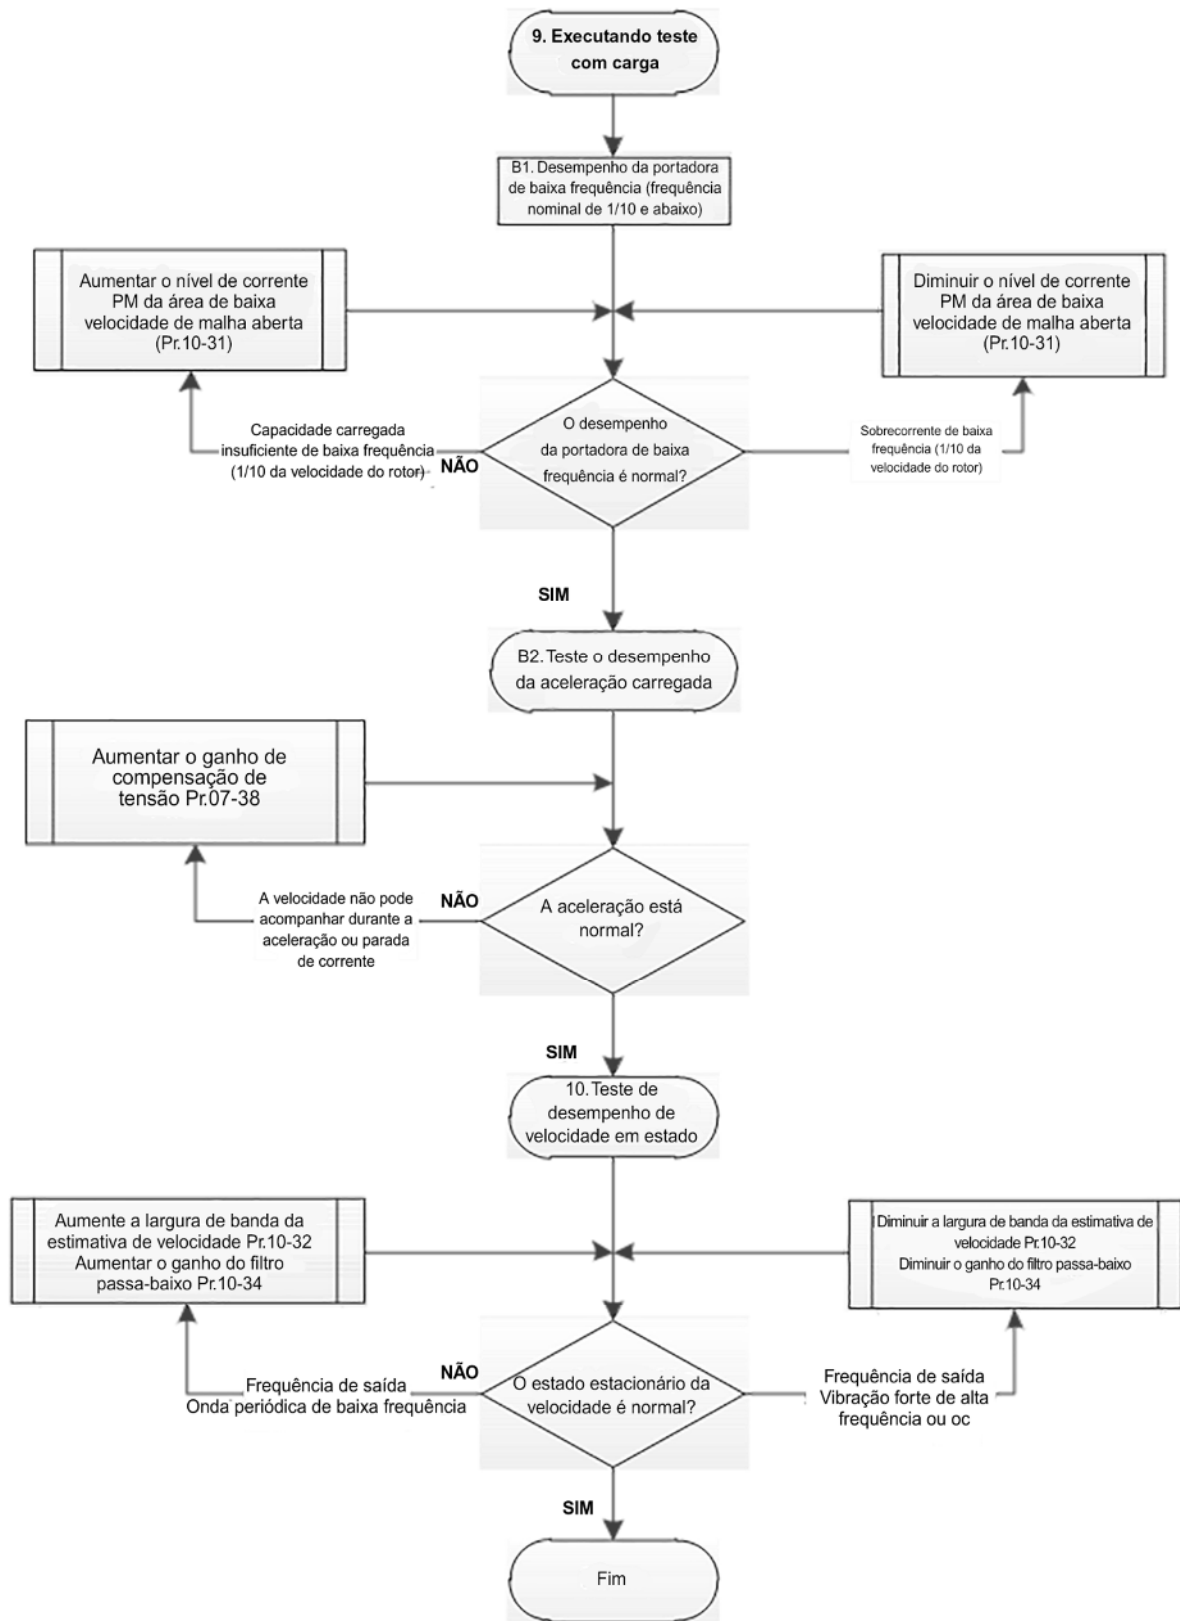 9. Executando teste
com carga
B1. Desempenho da portadora
de baixa frequência (frequência
nominal de 1/10 e abaixo)
Aumentar o nível de corrente
PM da área de baixa
velocidade de malha aberta
(Pr.10-31)
Diminuir o nível de corrente
PM da área de baixa
velocidade de malha aberta
(Pr.10-31)
O desempenho
da portadora de baixa
frequência é normal?
Capacidade carregada
insuficiente de baixa frequência
(1/10 da velocidade do rotor)
NÃO
Sobrecorrente de baixa
frequência (1/10 da
velocidade do rotor)
SIM
B2. Teste o desempenho
da aceleração carregada
Aumentar o ganho de
compensação de
tensão Pr.07-38
A velocidade não pode
acompanhar durante a
aceleração ou parada
de corrente
NÃO
A aceleração está
normal?
SIM
10. Teste de
desempenho de
velocidade em estado
Aumente a largura de banda da
estimativa de velocidade Pr.10-32
Aumentar o ganho do filtro
passa-baixo Pr.10-34
Diminuir a largura de banda da estimativa de
velocidade Pr.10-32
Diminuir o ganho do filtro passa-baixo
Pr.10-34
NÃO
Frequência de saída
Onda periódica de baixa frequência
O estado estacionário da
velocidade é normal?
Frequência de saída
Vibração forte de alta
frequência ou oc
SIM
Fim